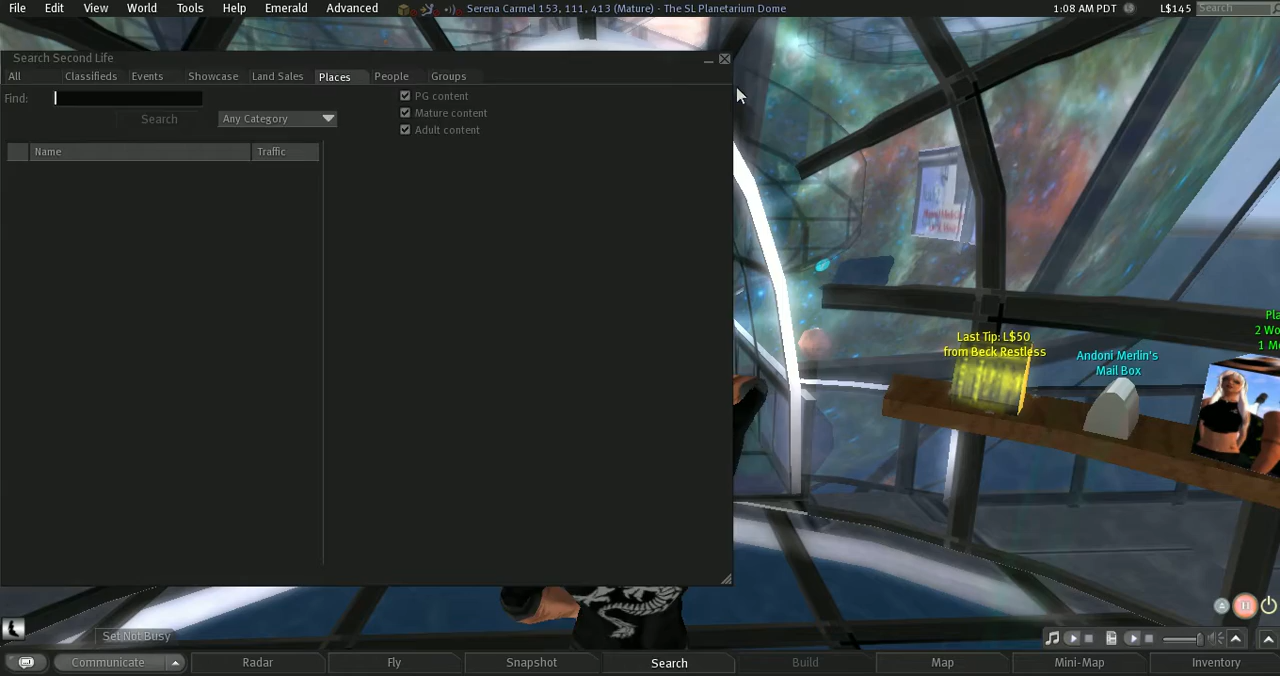 File Edit View World Tools Help Emerald Advanced Serena Carmel 153, 111, 413 (Mature) - The SL Planetarium Dome 1:08 AM PDT L$145 Search
Search Second Life
All Classifieds Events Showcase Land Sales Places People Groups
Find:
PG content
Search Any Category
Mature content
Adult content
Name Traffic
Last Tip: L$50
from Beck Restless
Andoni Merlin's
Mail Box
Set Not Busy
Communicate Radar Fly Snapshot Search Build Map Mini-Map Inventory